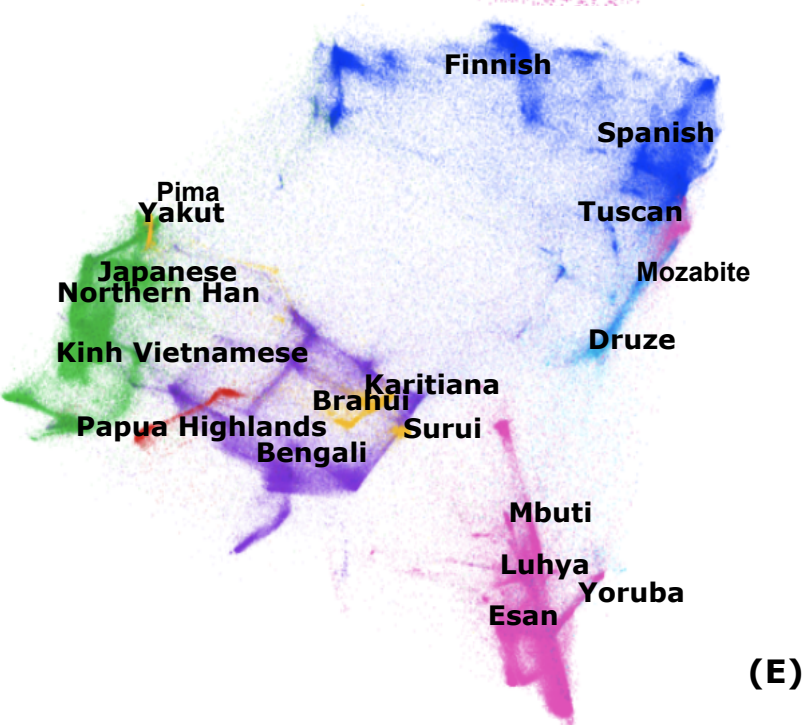 Finnish
Spanish
Pima
Yakut
Tuscan
Japanese
Mozabite
Northern Han
Druze
Kinh Vietnamese
Karitiana
Brahui
Papua Highlands
Surui
Bengali
Mbuti
Luhya
Yoruba
Esan
(E)